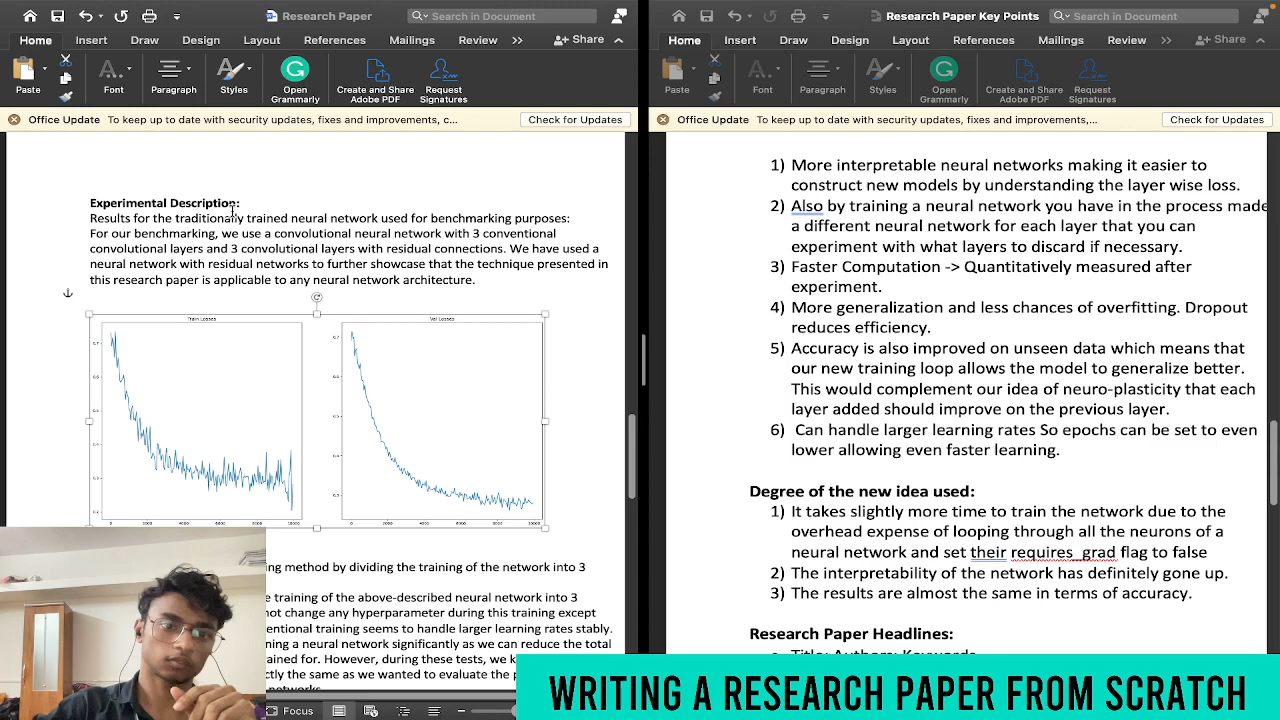 Research Paper
Search in Document
Home Insert Draw Design Layout References Mailings Review >> Share
Paste Font Paragraph Styles Open Grammarly Create and Share Adobe PDF Request Signatures
Office Update To keep up to date with security updates, fixes and improvements, c... Check for Updates
Experimental Description:
Results for the traditionally trained neural network used for benchmarking purposes:
For our benchmarking, we use a convolutional neural network with 3 conventional
convolutional layers and 3 convolutional layers with residual connections. We have used a
neural network with residual networks to further showcase that the technique presented in
this research paper is applicable to any neural network architecture.
Train Losses
Val Losses
0 2000 4000 6000 8000 10000
0 2000 4000 6000 8000 10000
ing method by dividing the training of the network into 3
e training of the above-described neural network into 3
not change any hyperparameter during this training except
entional training seems to handle larger learning rates stably.
ning a neural network significantly as we can reduce the total
ained for. However, during these tests, we k
ctly the same as we wanted to evaluate the p
networks.
Focus
Research Paper Key Points
Search in Document
Home Insert Draw Design Layout References Mailings Review >> Share
Paste Font Paragraph Styles Open Grammarly Create and Share Adobe PDF Request Signatures
Office Update To keep up to date with security updates, fixes and improvements,... Check for Updates
1) More interpretable neural networks making it easier to
construct new models by understanding the layer wise loss.
2) Also by training a neural network you have in the process made
a different neural network for each layer that you can
experiment with what layers to discard if necessary.
3) Faster Computation -> Quantitatively measured after
experiment.
4) More generalization and less chances of overfitting. Dropout
reduces efficiency.
5) Accuracy is also improved on unseen data which means that
our new training loop allows the model to generalize better.
This would complement our idea of neuro-plasticity that each
layer added should improve on the previous layer.
6) Can handle larger learning rates So epochs can be set to even
lower allowing even faster learning.
Degree of the new idea used:
1) It takes slightly more time to train the network due to the
overhead expense of looping through all the neurons of a
neural network and set their requires_grad flag to false
2) The interpretability of the network has definitely gone up.
3) The results are almost the same in terms of accuracy.
Research Paper Headlines:
Title; Authors; Keywords
WRITING A RESEARCH PAPER FROM SCRATCH